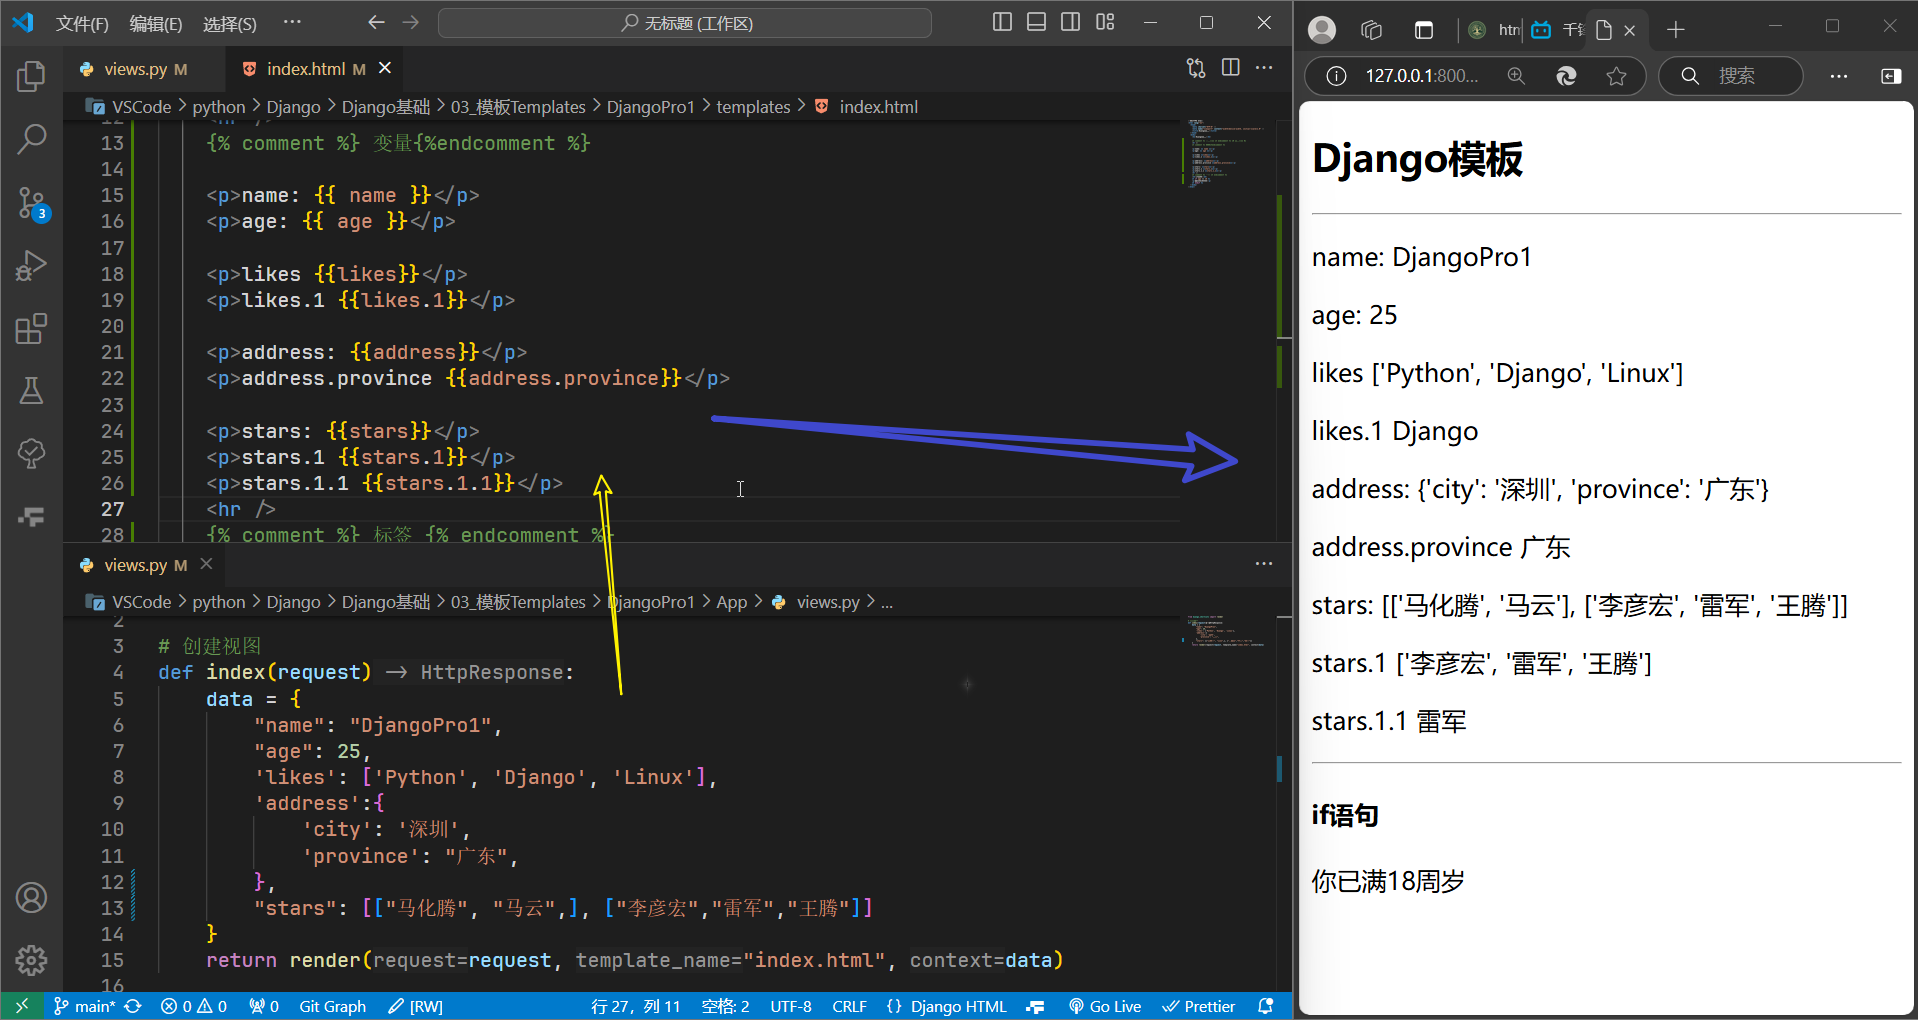 文件(F) 编辑(E) 选择(S) ··· 无标题 (工作区)
views.py M index.html M
VSCode > python > Django > Django基础 > 03_模板Templates > DjangoPro1 > templates > index.html
12 <hr />
13 {% comment %} 变量{%endcomment %}
14
15 <p>name: {{ name }}</p>
16 <p>age: {{ age }}</p>
17
18 <p>likes {{likes}}</p>
19 <p>likes.1 {{likes.1}}</p>
20
21 <p>address: {{address}}</p>
22 <p>address.province {{address.province}}</p>
23
24 <p>stars: {{stars}}</p>
25 <p>stars.1 {{stars.1}}</p>
26 <p>stars.1.1 {{stars.1.1}}</p>
27 <hr />
28 {% comment %} 标签 {% endcomment %}
3
views.py M
VSCode > python > Django > Django基础 > 03_模板Templates > DjangoPro1 > App > views.py > ...
2
3 # 创建视图
4 def index(request) -> HttpResponse:
5 data = {
6 "name": "DjangoPro1",
7 "age": 25,
8 'likes': ['Python', 'Django', 'Linux'],
9 'address':{
10 'city': '深圳',
11 'province': "广东",
12 },
13 "stars": [["马化腾", "马云",], ["李彦宏","雷军","王腾"]]
14 }
15 return render(request=request, template_name="index.html", context=data)
16
main* 0 0 0 Git Graph [RW] 行 27，列 11 空格: 2 UTF-8 CRLF {} Django HTML Go Live Prettier
htn 千
127.0.0.1:800... 搜索
Django模板
name: DjangoPro1
age: 25
likes ['Python', 'Django', 'Linux']
likes.1 Django
address: {'city': '深圳', 'province': '广东'}
address.province 广东
stars: [['马化腾', '马云'], ['李彦宏', '雷军', '王腾']]
stars.1 ['李彦宏', '雷军', '王腾']
stars.1.1 雷军
if语句
你已满18周岁